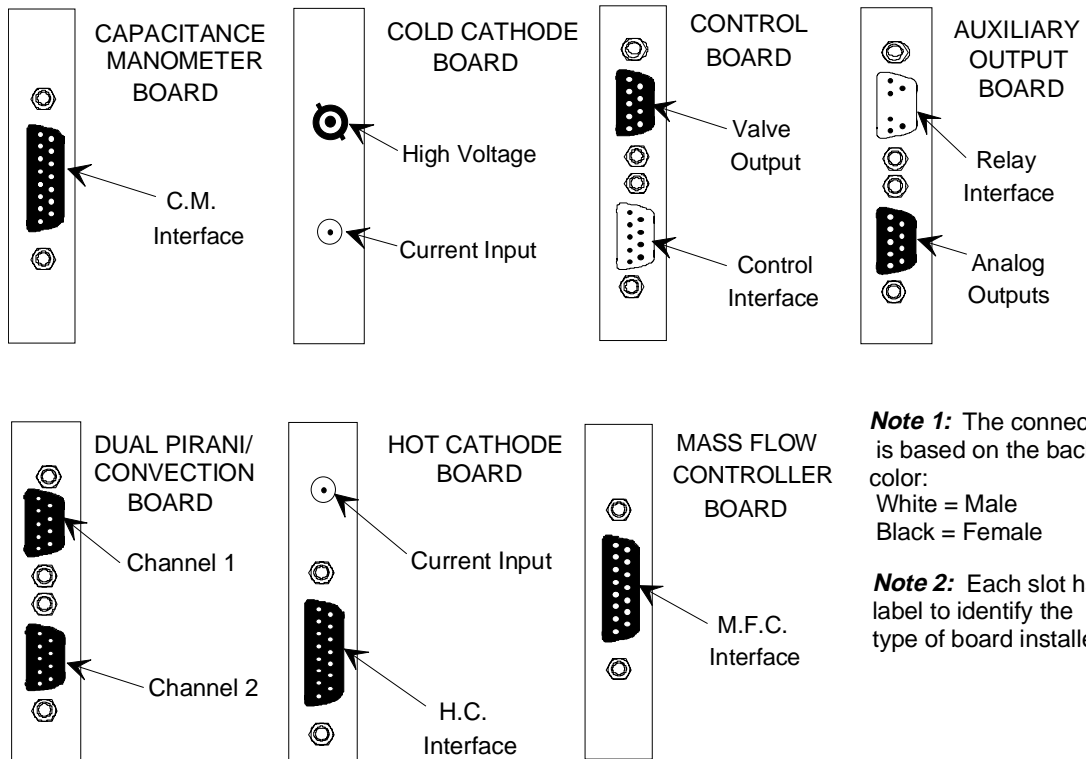 CAPACITANCE
MANOMETER
BOARD
C.M.
Interface
COLD CATHODE
BOARD
High Voltage
Current Input
CONTROL
BOARD
Valve
Output
Control
Interface
AUXILIARY
OUTPUT
BOARD
Relay
Interface
Analog
Outputs
DUAL PIRANI/
CONVECTION
BOARD
Channel 1
Channel 2
HOT CATHODE
BOARD
Current Input
H.C.
Interface
MASS FLOW
CONTROLLER
BOARD
M.F.C.
Interface
Note 1: The
is based on the
color:
White = Male
Black = Female
Note 2: Each slot
label to identify the
type of board